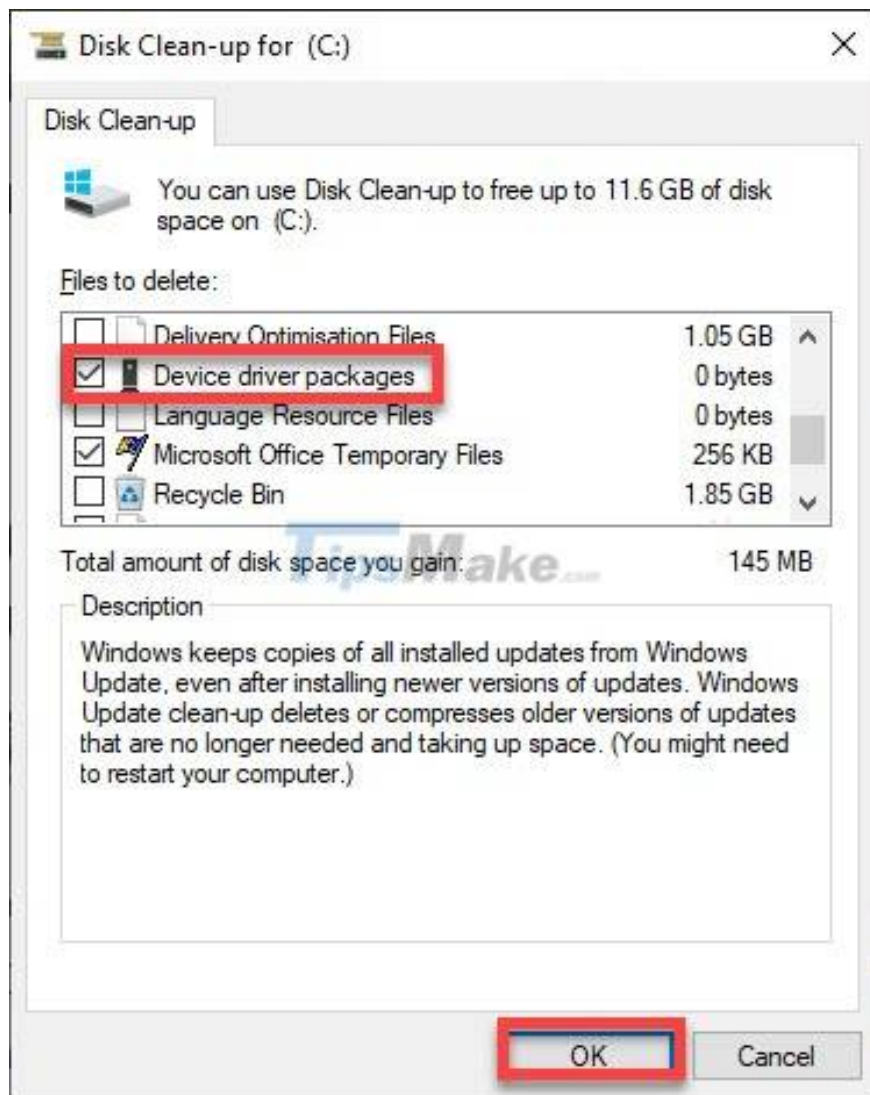 Disk Clean-up for (C:)
Disk Clean-up
You can use Disk Clean-up to free up to 11.6 GB of disk
space on (C:).
Files to delete:
Delivery Optimisation Files 1.05 GB
Device driver packages 0 bytes
Language Resource Files 0 bytes
Microsoft Office Temporary Files 256 KB
Recycle Bin 1.85 GB
TipsMake.com
Total amount of disk space you gain: 145 MB
Description
Windows keeps copies of all installed updates from Windows
Update, even after installing newer versions of updates. Windows
Update clean-up deletes or compresses older versions of updates
that are no longer needed and taking up space. (You might need
to restart your computer.)
OK Cancel